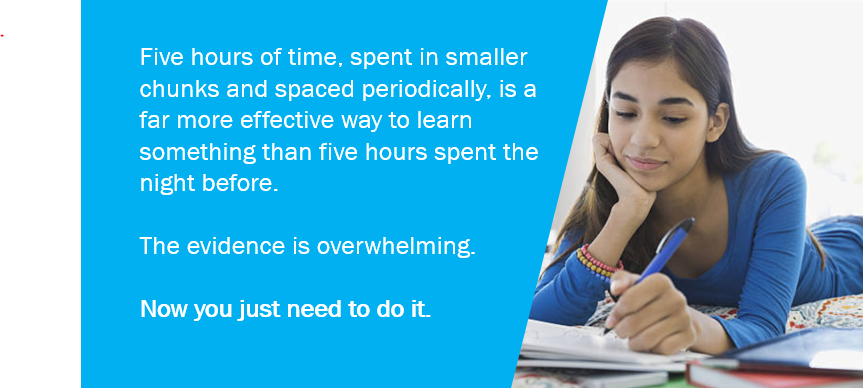 Five hours of time, spent in smaller
chunks and spaced periodically, is a
far more effective way to learn
something than five hours spent the
night before.
The evidence is overwhelming.
Now you just need to do it.